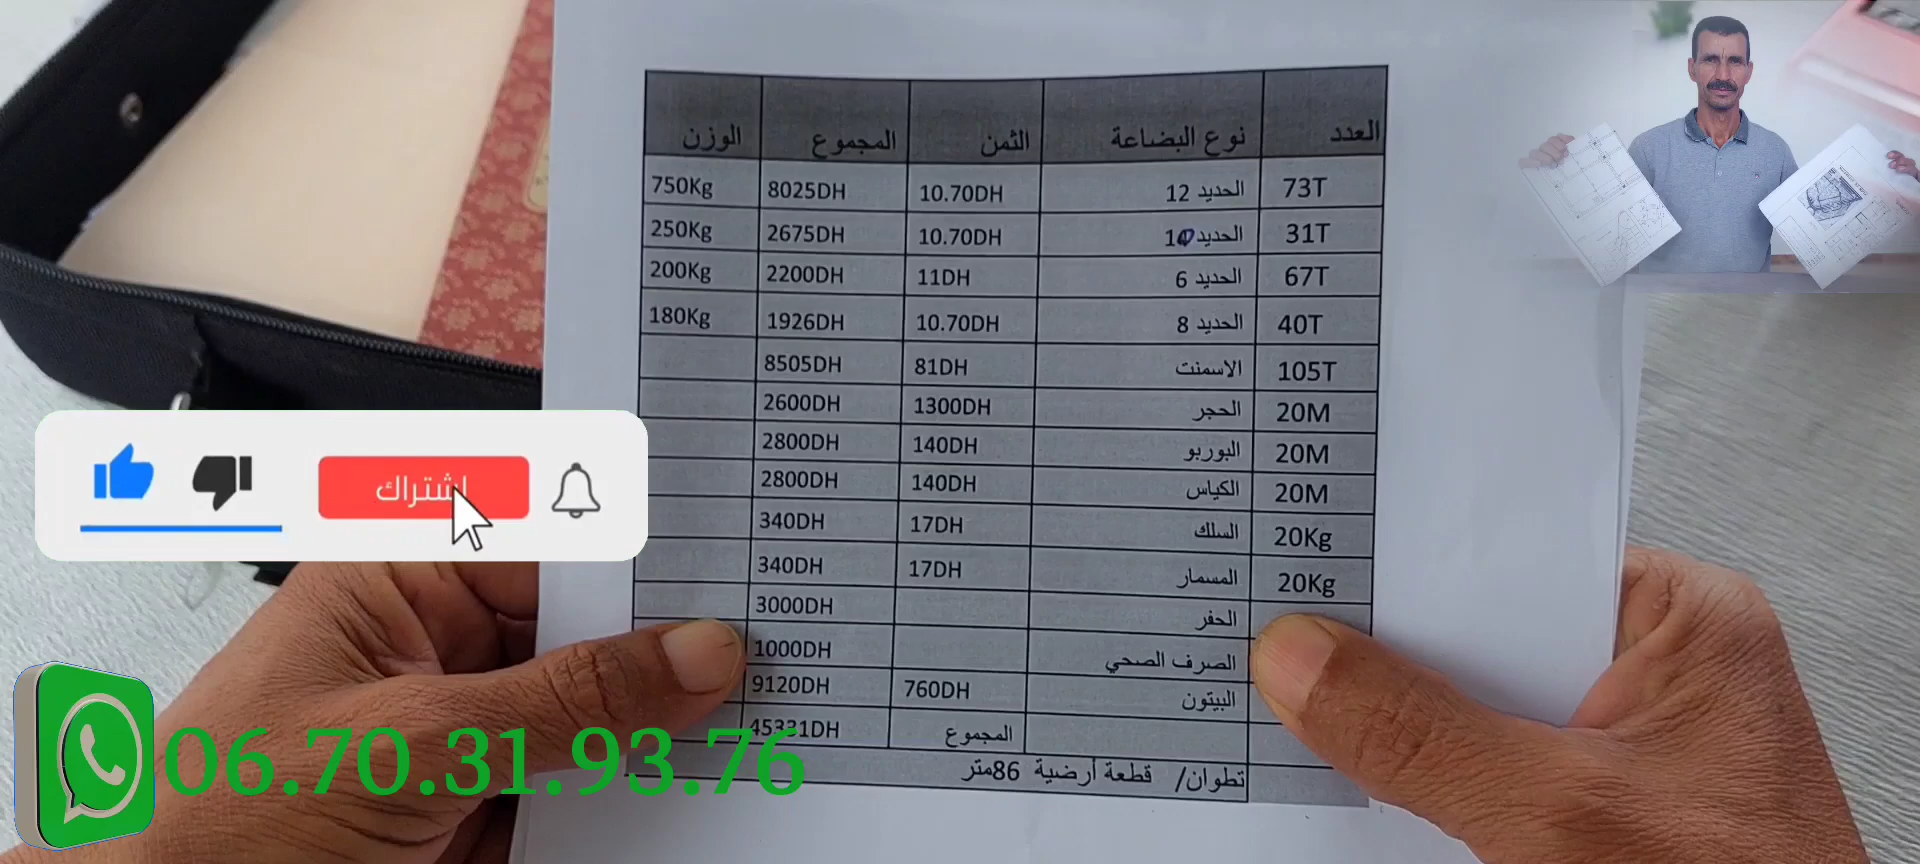 العدد نوع البضاعة الثمن المجموع الوزن
73T الحديد 12 10.70DH 8025DH 750Kg
31T الحديد 10 10.70DH 2675DH 250Kg
67T الحديد 6 11DH 2200DH 200Kg
40T الحديد 8 10.70DH 1926DH 180Kg
105T الاسمنت 81DH 8505DH
20M الحجر 1300DH 2600DH
20M البوربو 140DH 2800DH
20M الكياس 140DH 2800DH
20Kg السلك 17DH 340DH
20Kg المسمار 17DH 340DH
الحفر 3000DH
الصرف الصحي 1000DH
البيتون 760DH 9120DH
المجموع 45331DH
تطوان/ قطعة أرضية 86متر
اشتراك
06.70.31.93.76